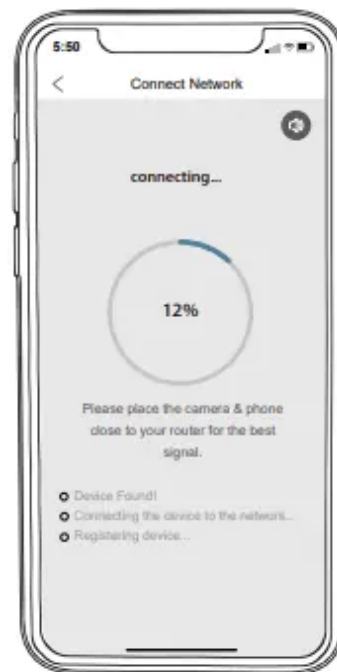 5:50
Connect Network
connecting...
12%
Please place the camera & phone
close to your router for the best
signal.
Device Found!
Connecting the device to the network...
Registering device...